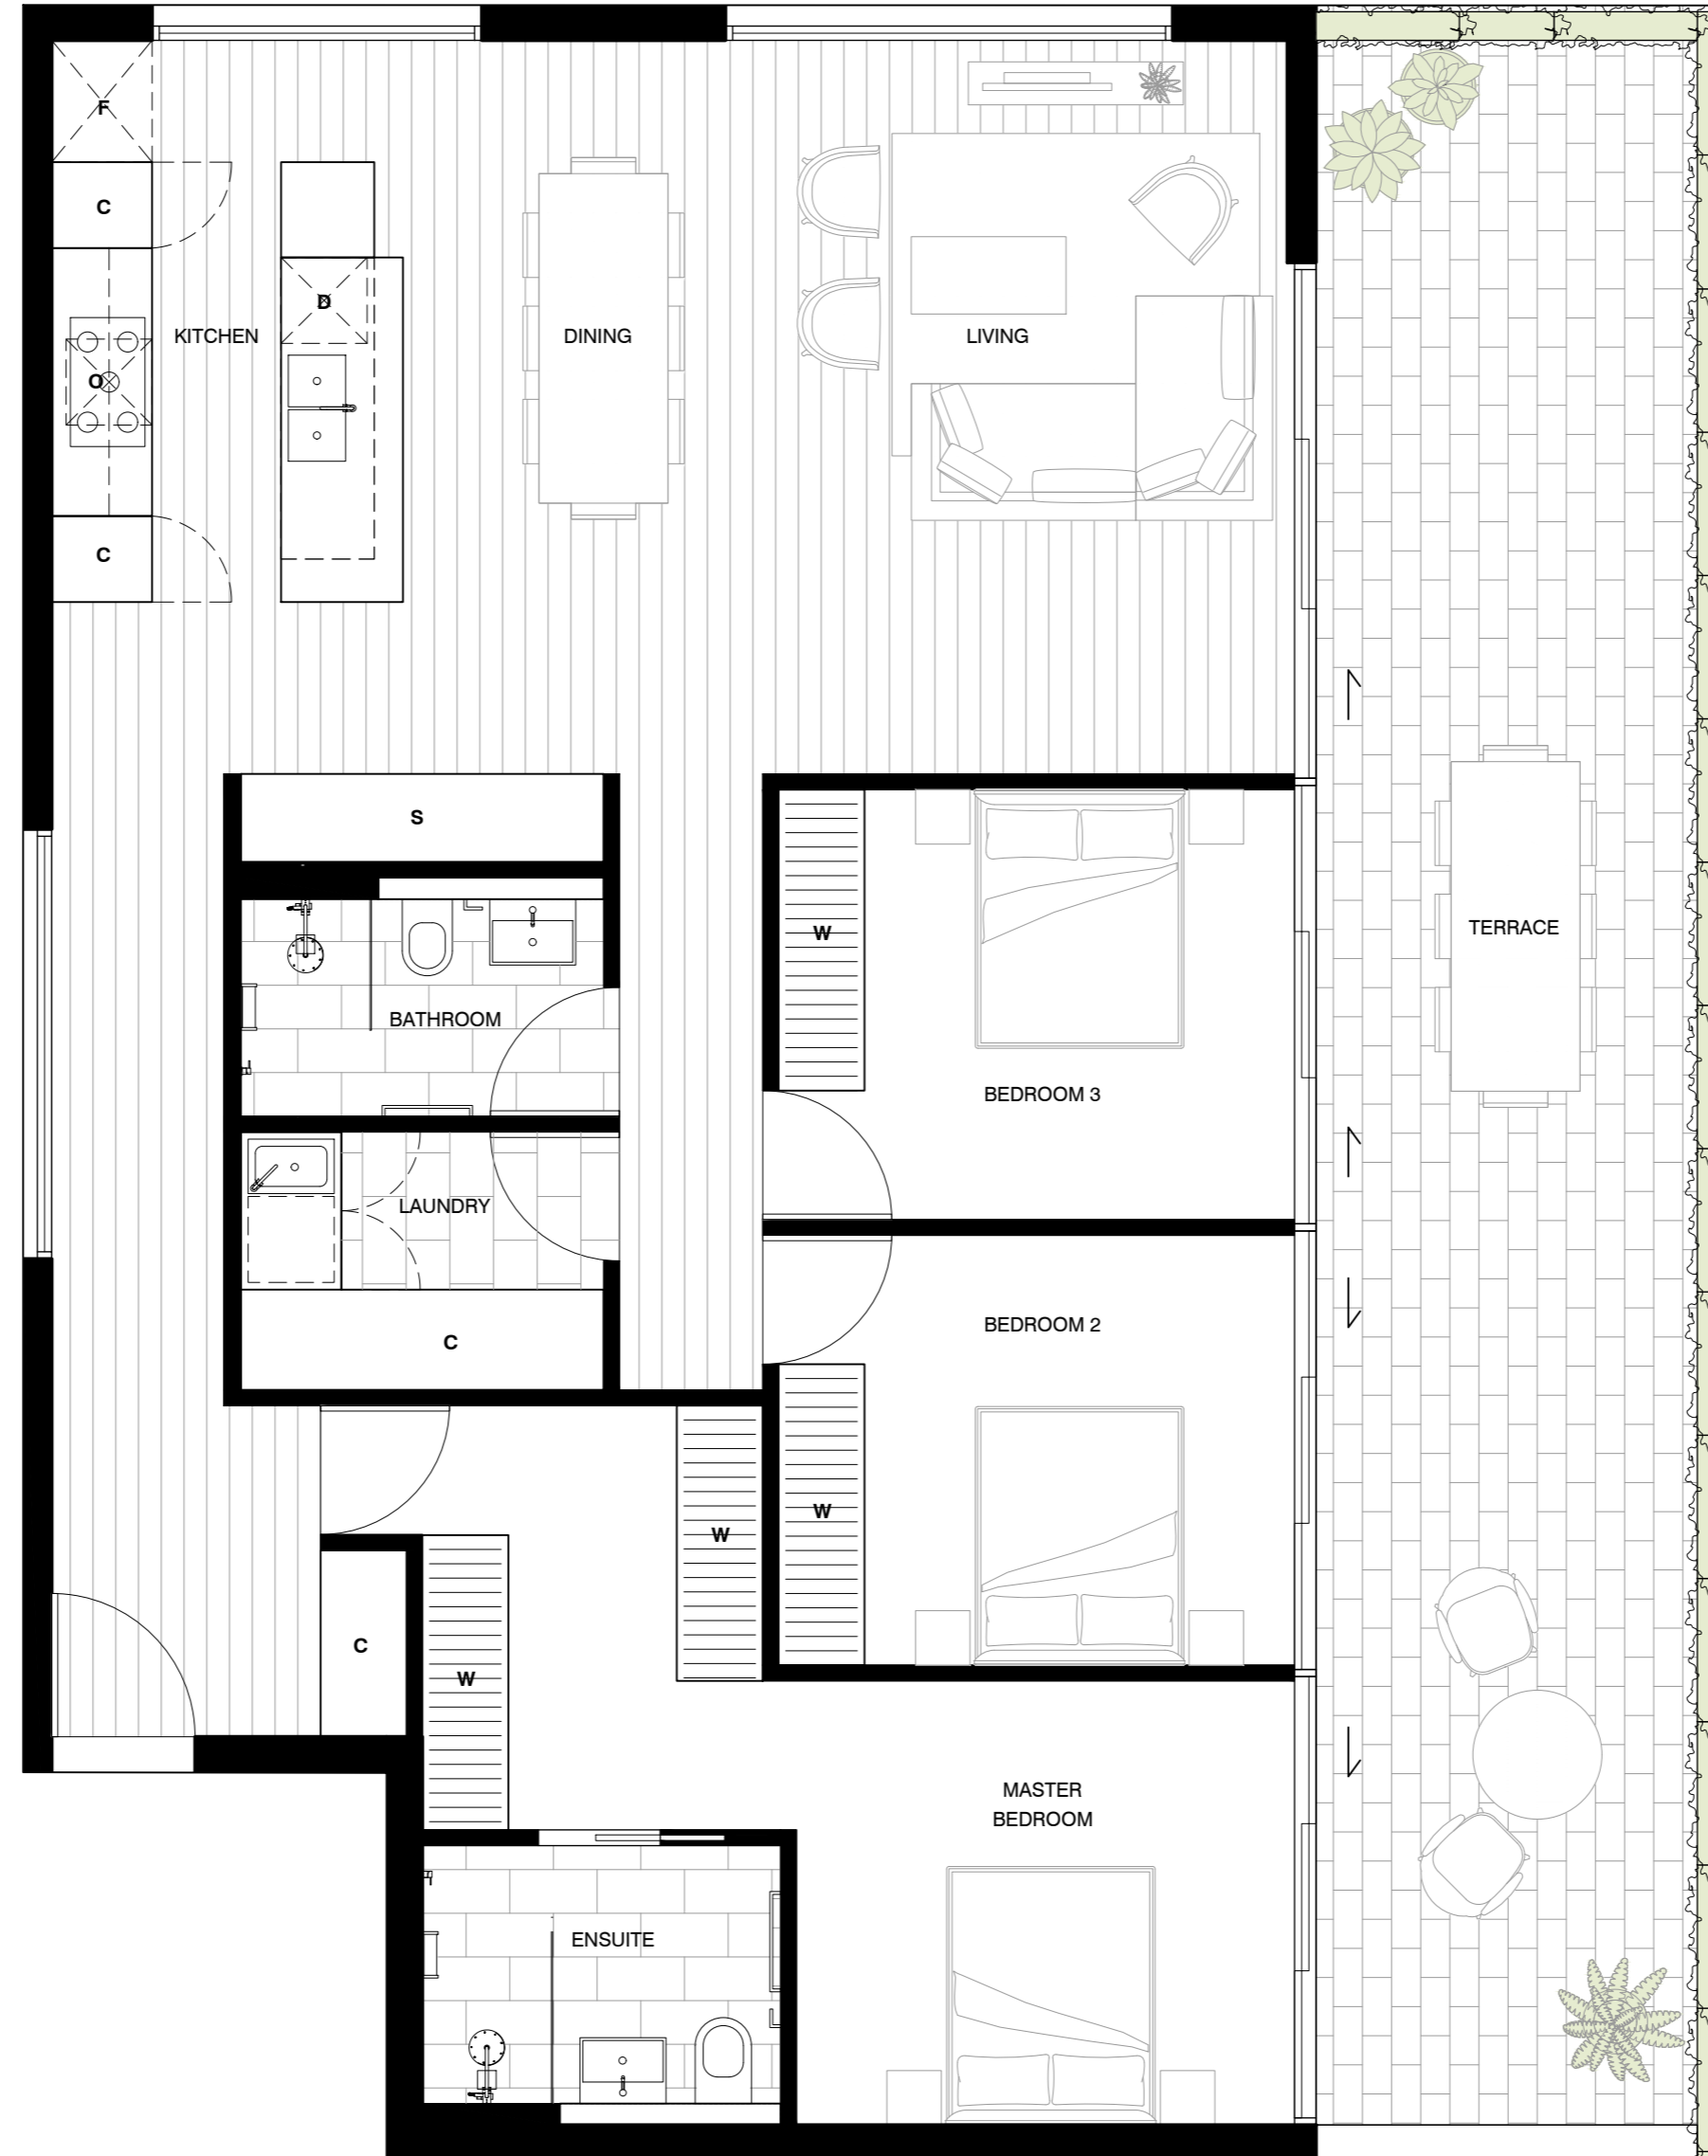 F
C
D
KITCHEN
O
DINING
LIVING
C
S
W
TERRACE
BATHROOM
BEDROOM 3
LAUNDRY
BEDROOM 2
C
W
W
C
W
MASTER
BEDROOM
ENSUITE